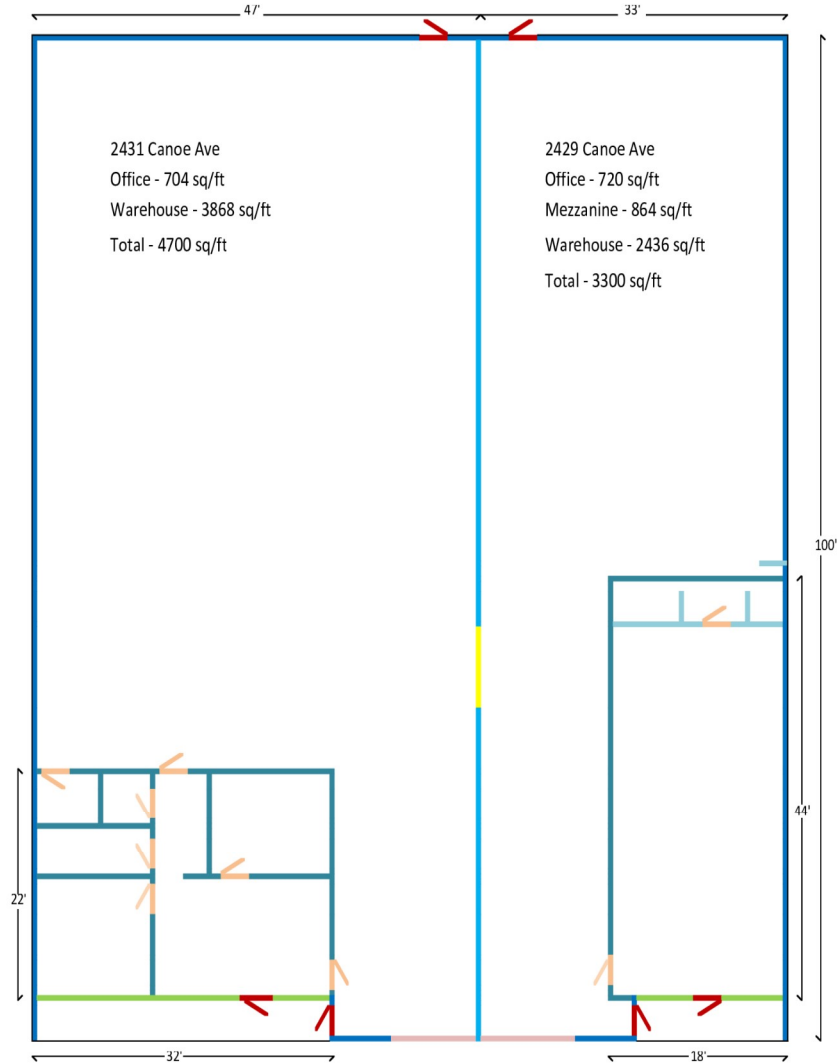 47'
33'
2431 Canoe Ave
Office - 704 sq/ft
Warehouse - 3868 sq/ft
Total - 4700 sq/ft
2429 Canoe Ave
Office - 720 sq/ft
Mezzanine - 864 sq/ft
Warehouse - 2436 sq/ft
Total - 3300 sq/ft
100'
44'
22'
32'
18'